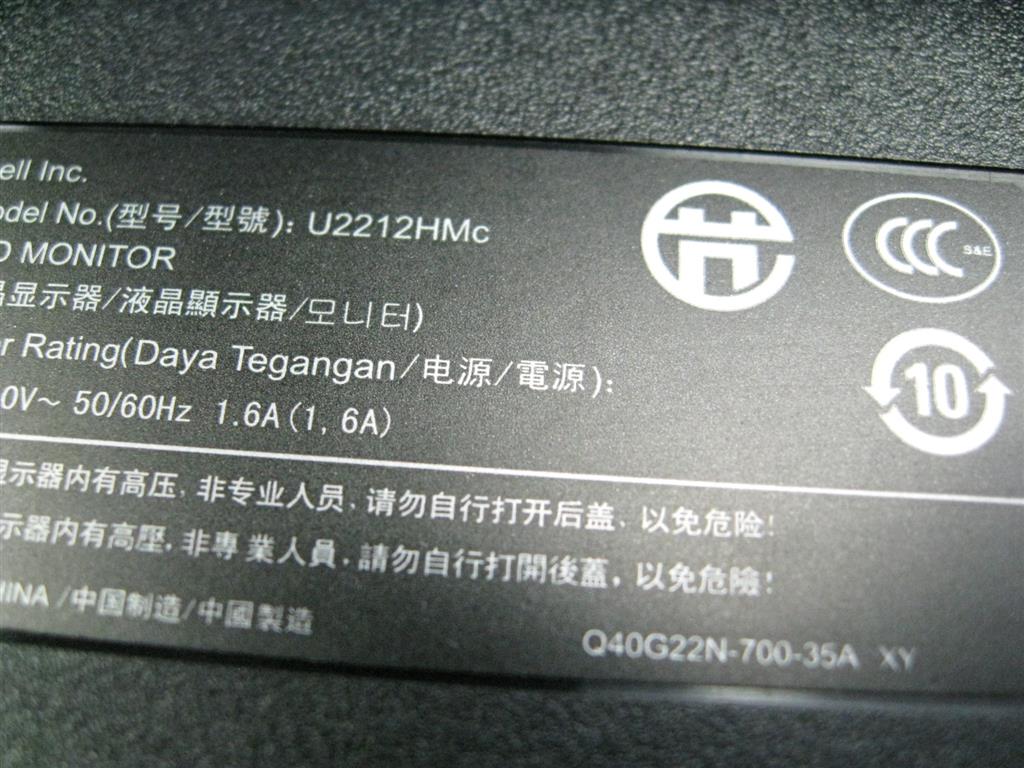 ell Inc.
odel No.(型号/型號): U2212HMc
D MONITOR
晶显示器/液晶顯示器/모니터)
S&E
r Rating(Daya Tegangan/电源/電源):
0V~ 50/60Hz 1.6A(1, 6A)
10
显示器内有高压, 非专业人员, 请勿自行打开后盖, 以免危险!
示器內有高壓, 非專業人員, 請勿自行打開後蓋, 以免危險!
HINA /中国制造/中國製造
Q40G22N-700-35A XY